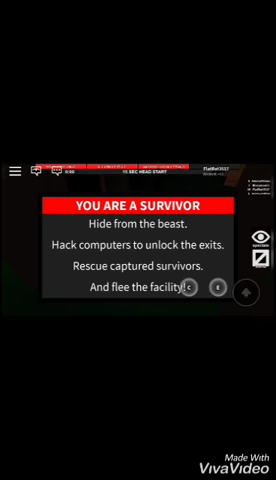 15 SEC HEAD START
YOU ARE A SURVIVOR
Hide from the beast.
Hack computers to unlock the exits.
Rescue captured survivors.
And flee the facility!
C
E
Made With
VIVAVIDEO